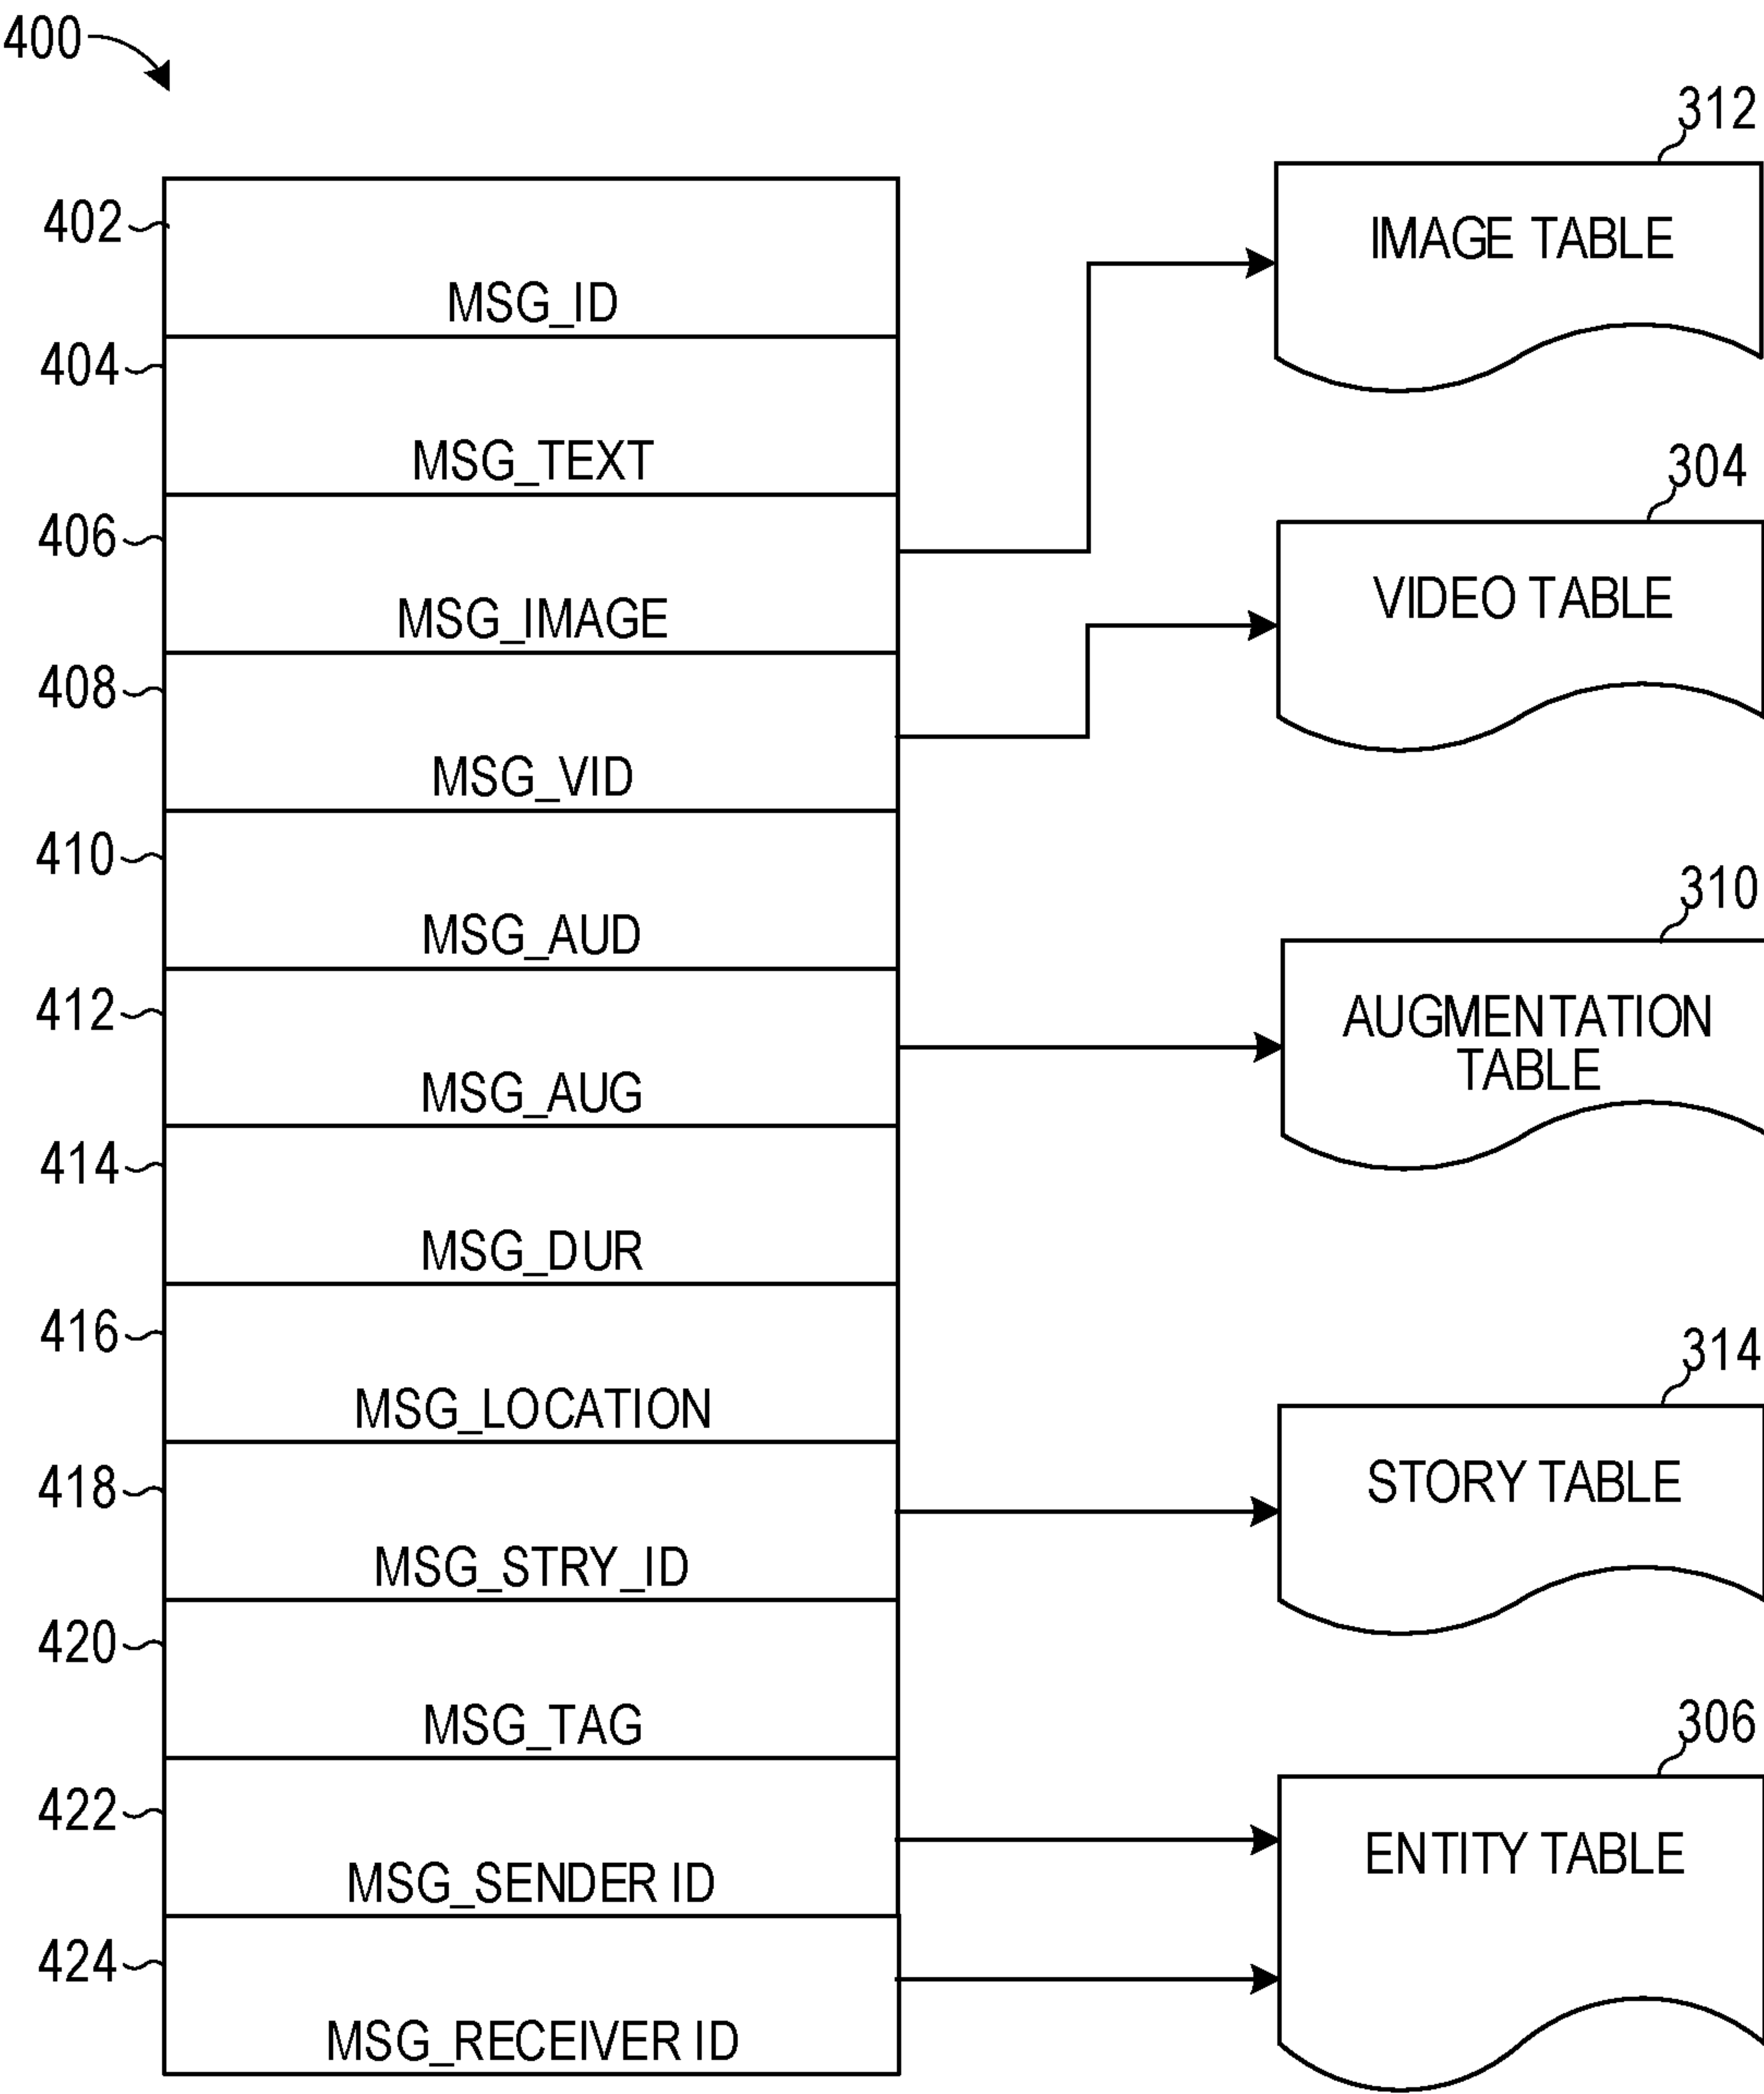 400
312
402
IMAGE TABLE
MSG_ID
404
MSG_TEXT
304
406
VIDEO TABLE
MSG_IMAGE
408
MSG_VID
410
310
MSG_AUD
412
AUGMENTATION
TABLE
MSG_AUG
414
MSG_DUR
416
314
MSG_LOCATION
418
STORY TABLE
MSG_STRY_ID
420
306
MSG_TAG
422
ENTITY TABLE
MSG_SENDER ID
424
MSG_RECEIVER ID